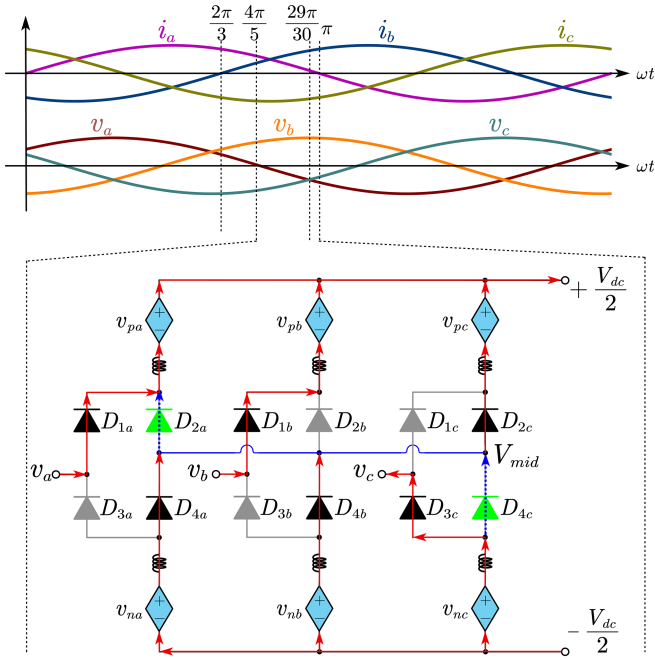 2π/3 4π/5 29π/30 π
i_a i_b i_c
ωt
v_a v_b v_c
ωt
+ V_dc/2
v_pa v_pb v_pc
+ + +
− − −
D_1a D_2a D_1b D_2b D_1c D_2c
v_a v_b v_c V_mid
D_3a D_4a D_3b D_4b D_3c D_4c
v_na v_nb v_nc
+ + +
− − −
− V_dc/2